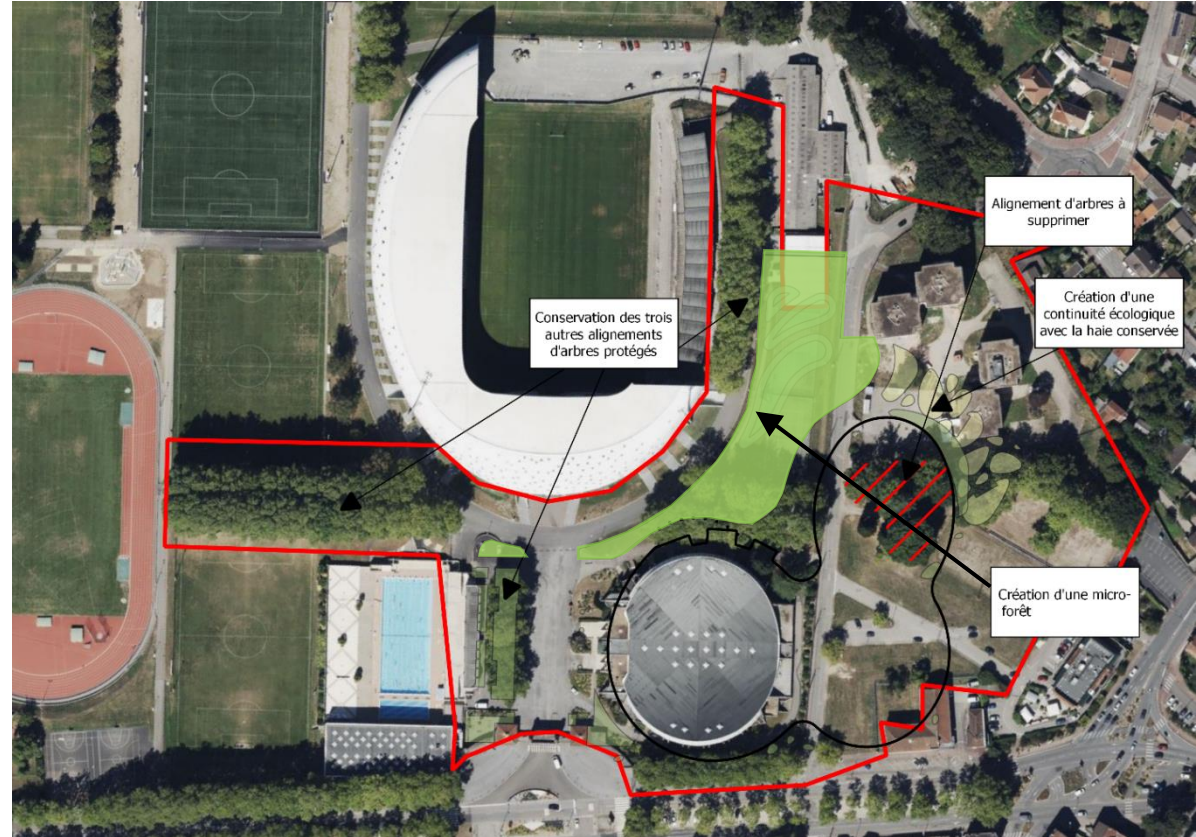 Alignement d'arbres à
supprimer
Création d'une
continuité écologique
avec la haie conservée
Conservation des trois
autres alignements
d'arbres protégés
Création d'une micro-
forêt